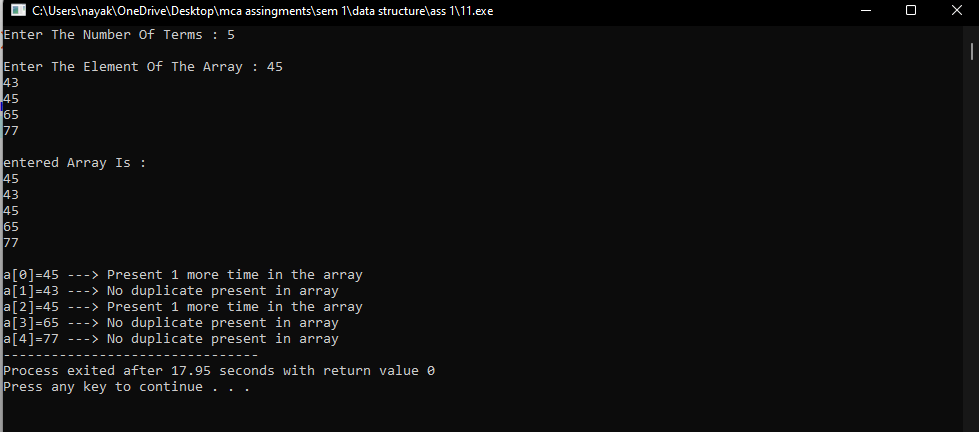 C:\Users\nayak\OneDrive\Desktop\mca assingments\sem 1\data structure\ass 1\11.exe
Enter The Number Of Terms : 5
Enter The Element Of The Array : 45
43
45
65
77
entered Array Is :
45
43
45
65
77
a[0]=45 ---> Present 1 more time in the array
a[1]=43 ---> No duplicate present in array
a[2]=45 ---> Present 1 more time in the array
a[3]=65 ---> No duplicate present in array
a[4]=77 ---> No duplicate present in array
--------------------------------
Process exited after 17.95 seconds with return value 0
Press any key to continue . . .